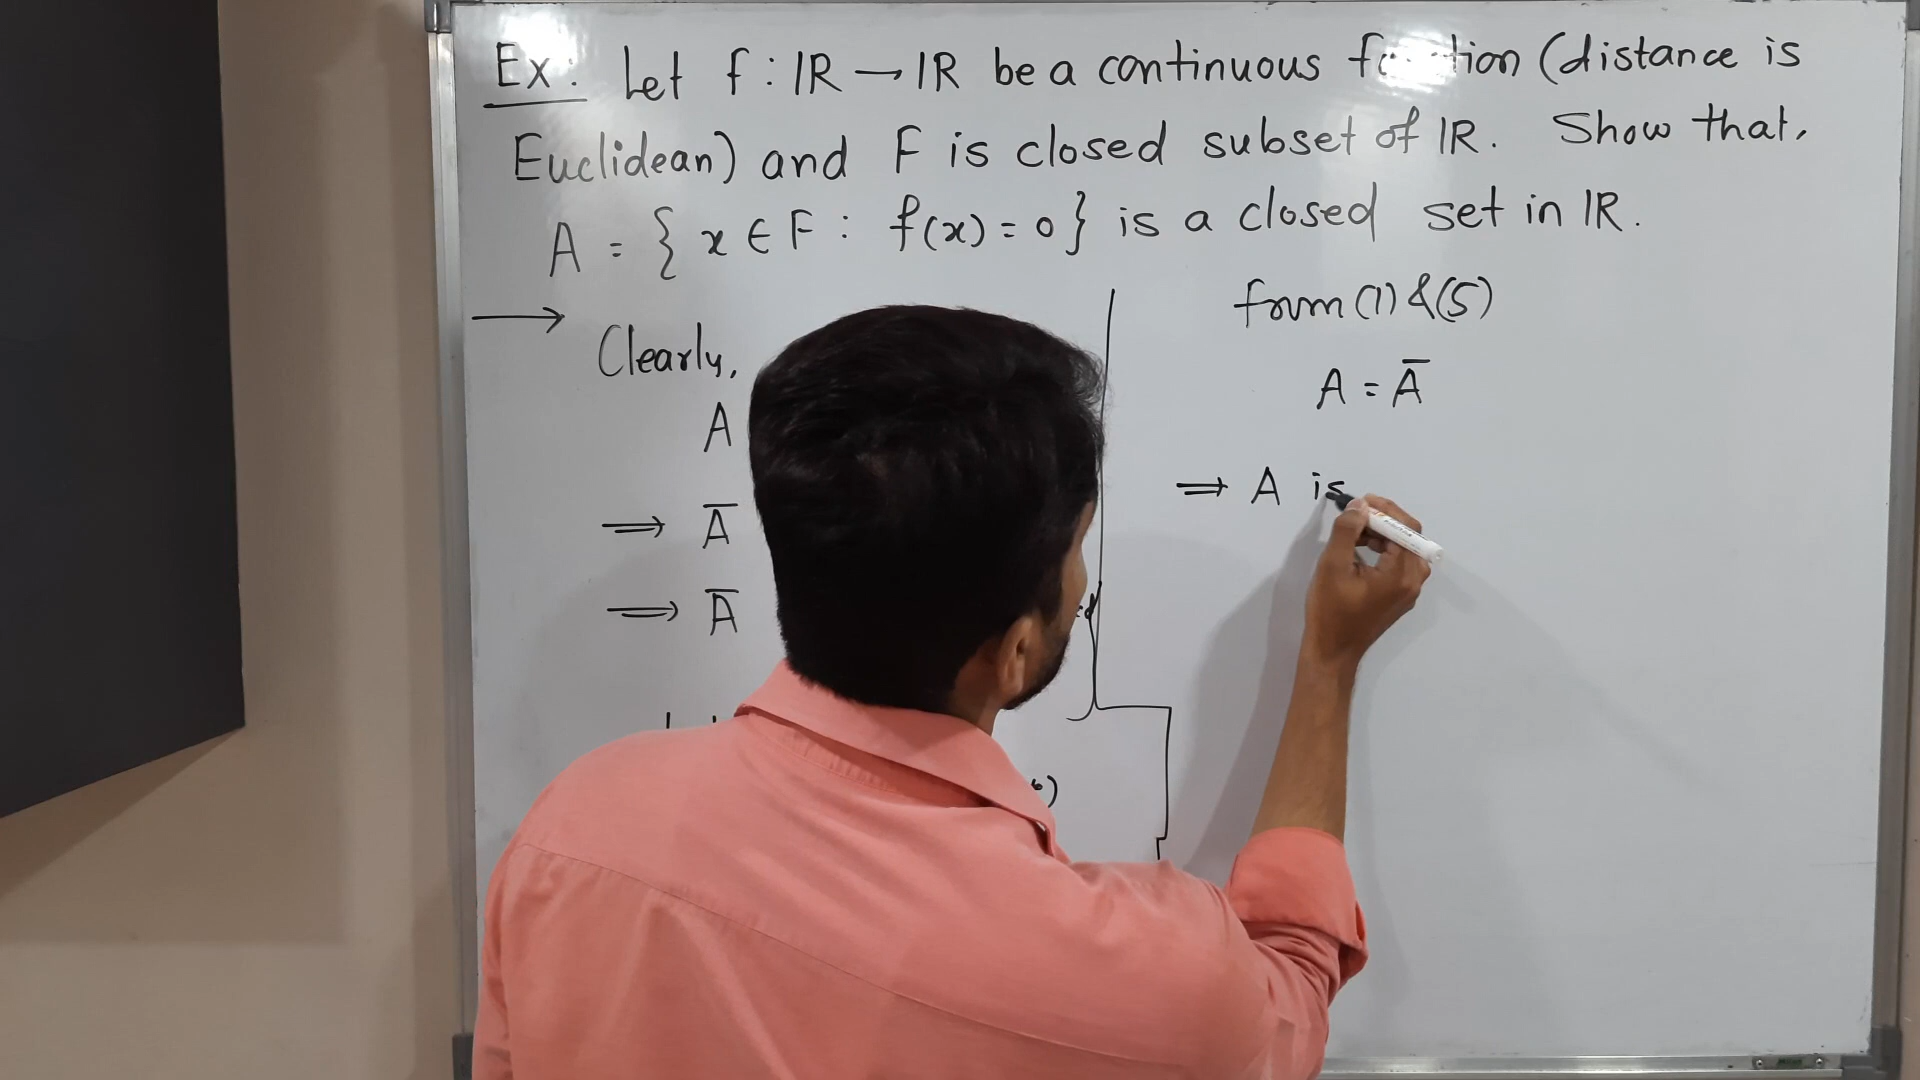 Ex: Let f : IR → IR be a continuous (distance is
Euclidean) and F is closed subset of IR. Show that,
A = { x ∈ F : f(x) = 0 } is a closed set in IR.
→ Clearly,
A
⇒ Ā
⇒ Ā
from (1) & (5)
A = Ā
⇒ A is